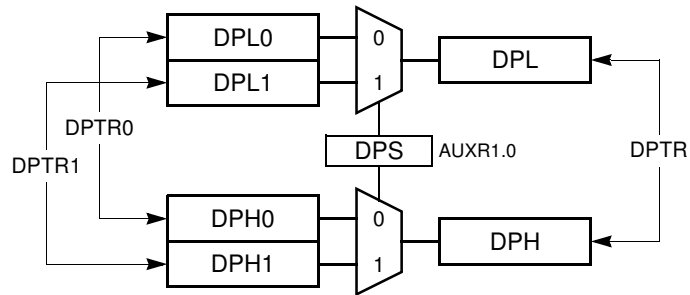 DPL0
0
DPL
DPL1
1
DPTR0
DPTR1
DPS
AUXR1.0
DPTR
DPH0
0
DPH
DPH1
1